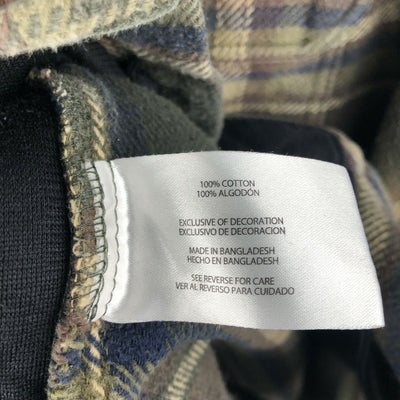 100% COTTON
100% ALGODÓN
EXCLUSIVE OF DECORATION
EXCLUSIVO DE DECORACION
MADE IN BANGLADESH
HECHO EN BANGLADESH
SEE REVERSE FOR CARE
VER AL REVERSO PARA CUIDADO